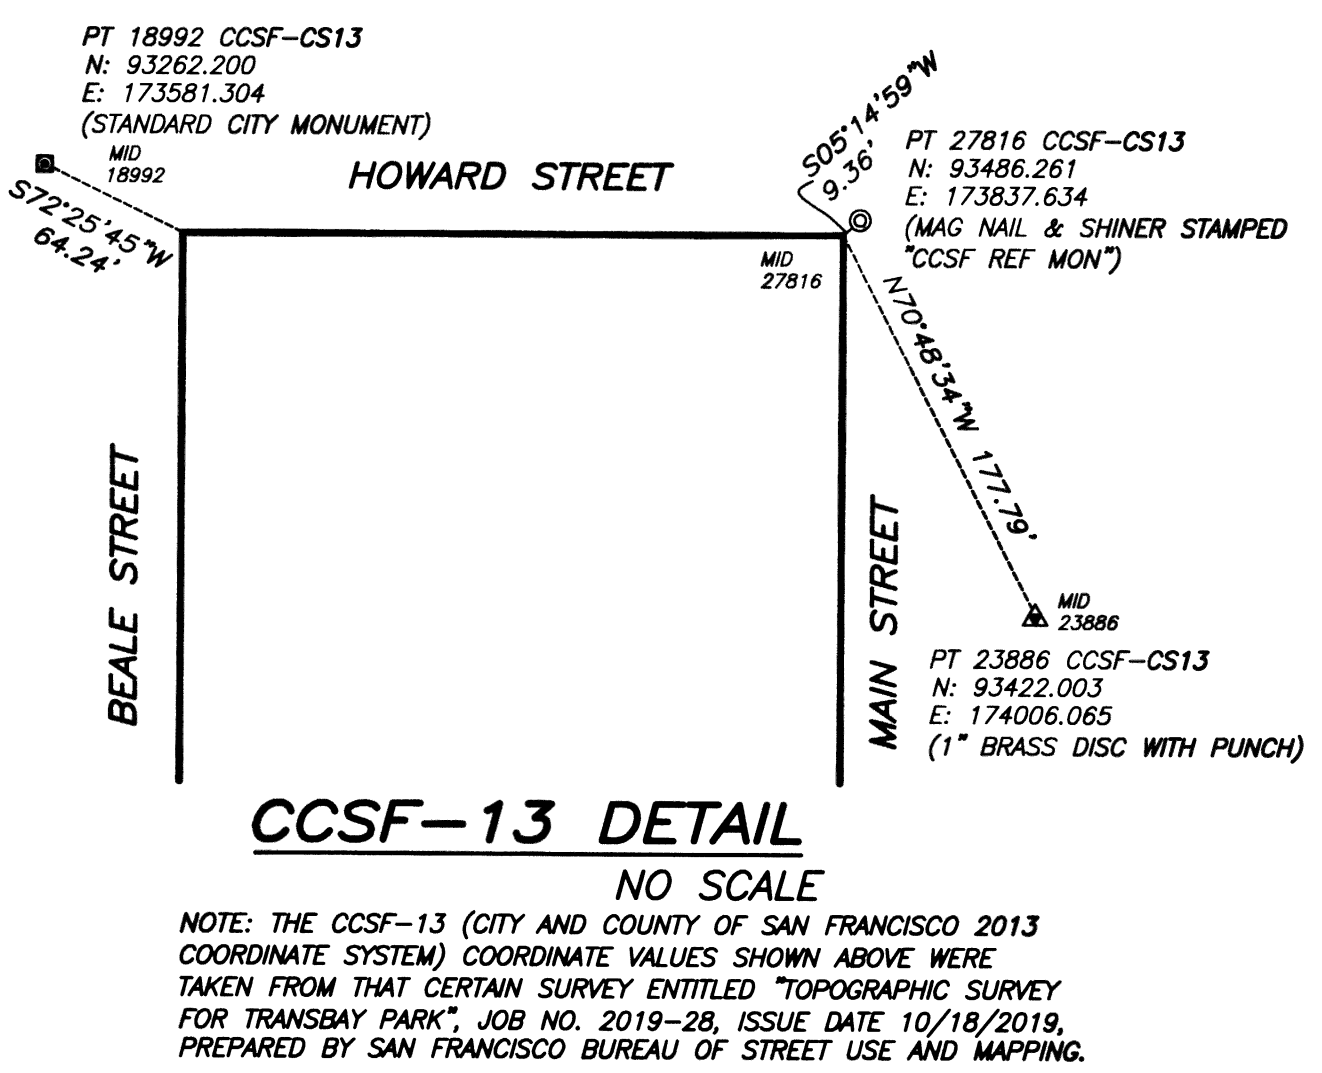 PT 18992 CCSF-CS13
N: 93262.200
E: 173581.304
(STANDARD CITY MONUMENT)
MID
18992
S72°25'45"W
64.24'
HOWARD STREET
S05°14'59"W
9.36'
PT 27816 CCSF-CS13
N: 93486.261
E: 173837.634
(MAG NAIL & SHINER STAMPED
"CCSF REF MON")
MID
27816
N70°48'34"W 177.79'
BEALE STREET
MAIN STREET
MID
23886
PT 23886 CCSF-CS13
N: 93422.003
E: 174006.065
(1" BRASS DISC WITH PUNCH)
CCSF-13 DETAIL
NO SCALE
NOTE: THE CCSF-13 (CITY AND COUNTY OF SAN FRANCISCO 2013
COORDINATE SYSTEM) COORDINATE VALUES SHOWN ABOVE WERE
TAKEN FROM THAT CERTAIN SURVEY ENTITLED "TOPOGRAPHIC SURVEY
FOR TRANSBAY PARK", JOB NO. 2019-28, ISSUE DATE 10/18/2019,
PREPARED BY SAN FRANCISCO BUREAU OF STREET USE AND MAPPING.